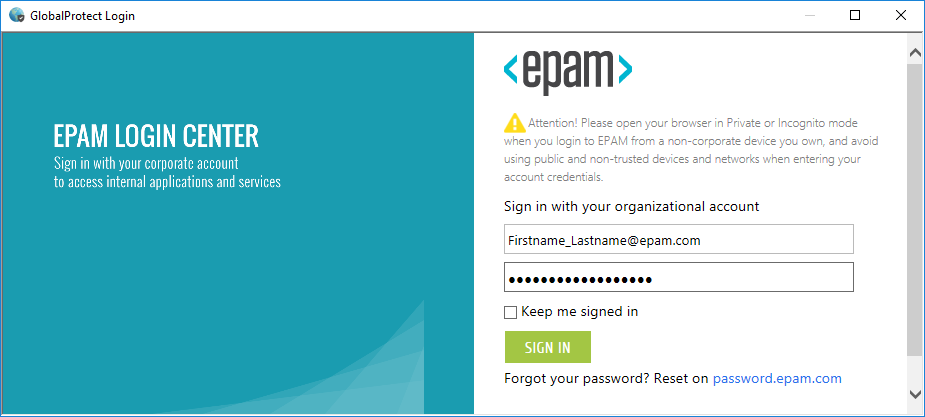 GlobalProtect Login
EPAM LOGIN CENTER
Sign in with your corporate account
to access internal applications and services
<epam>
Attention! Please open your browser in Private or Incognito mode
when you login to EPAM from a non-corporate device you own, and avoid
using public and non-trusted devices and networks when entering your
account credentials.
Sign in with your organizational account
Firstname_Lastname@epam.com
••••••••••••••••••
Keep me signed in
SIGN IN
Forgot your password? Reset on password.epam.com